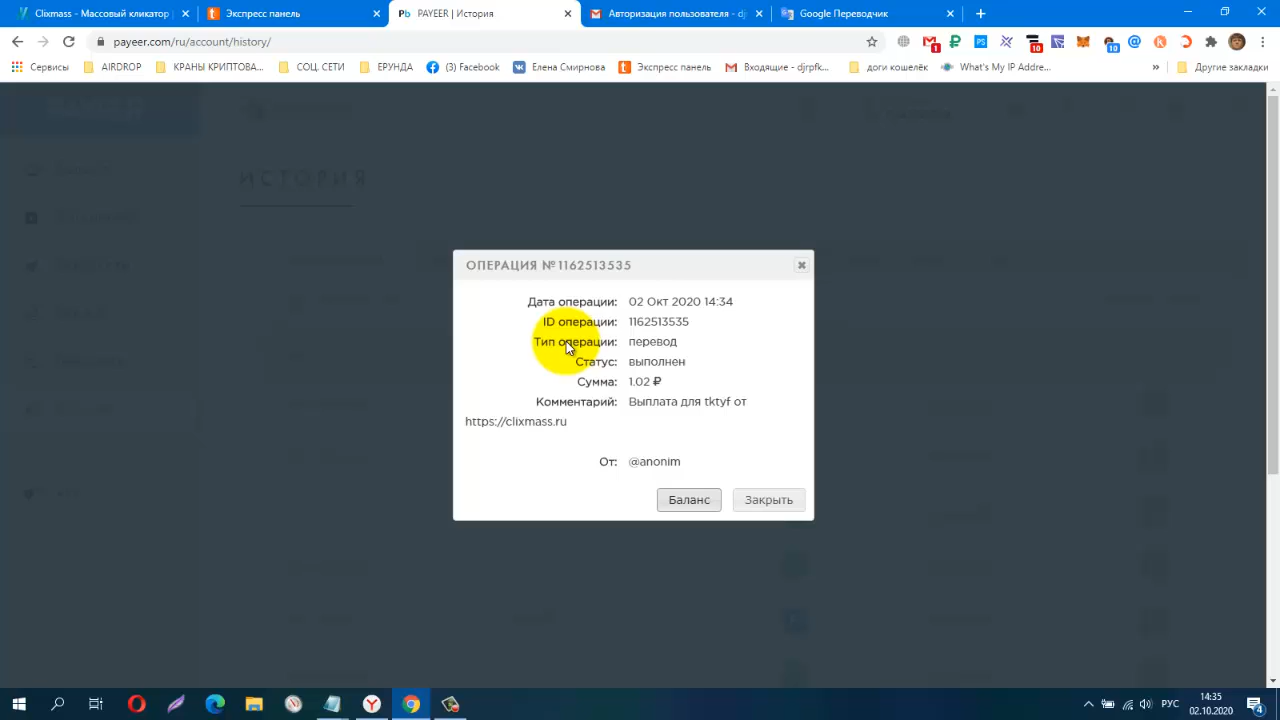 Clixmass - Массовый кликатор
Экспресс панель
PAYEER | История
Авторизация пользователя - dj
Google Переводчик
payeer.com/ru/account/history/
Сервисы
AIRDROP
КРАНЫ КРИПТОВА...
СОЦ. СЕТИ
ЕРУНДА
(3) Facebook
Елена Смирнова
Экспресс панель
Входящие - djrpfk...
доги кошелёк
What's My IP Addre...
»
Другие закладки
ИСТОРИЯ
ОПЕРАЦИЯ №1162513535
Дата операции: 02 Окт 2020 14:34
ID операции: 1162513535
Тип операции: перевод
Статус: выполнен
Сумма: 1.02 ₽
Комментарий: Выплата для tktyf от
https://clixmass.ru
От: @anonim
Баланс
Закрыть
РУС
14:35
02.10.2020